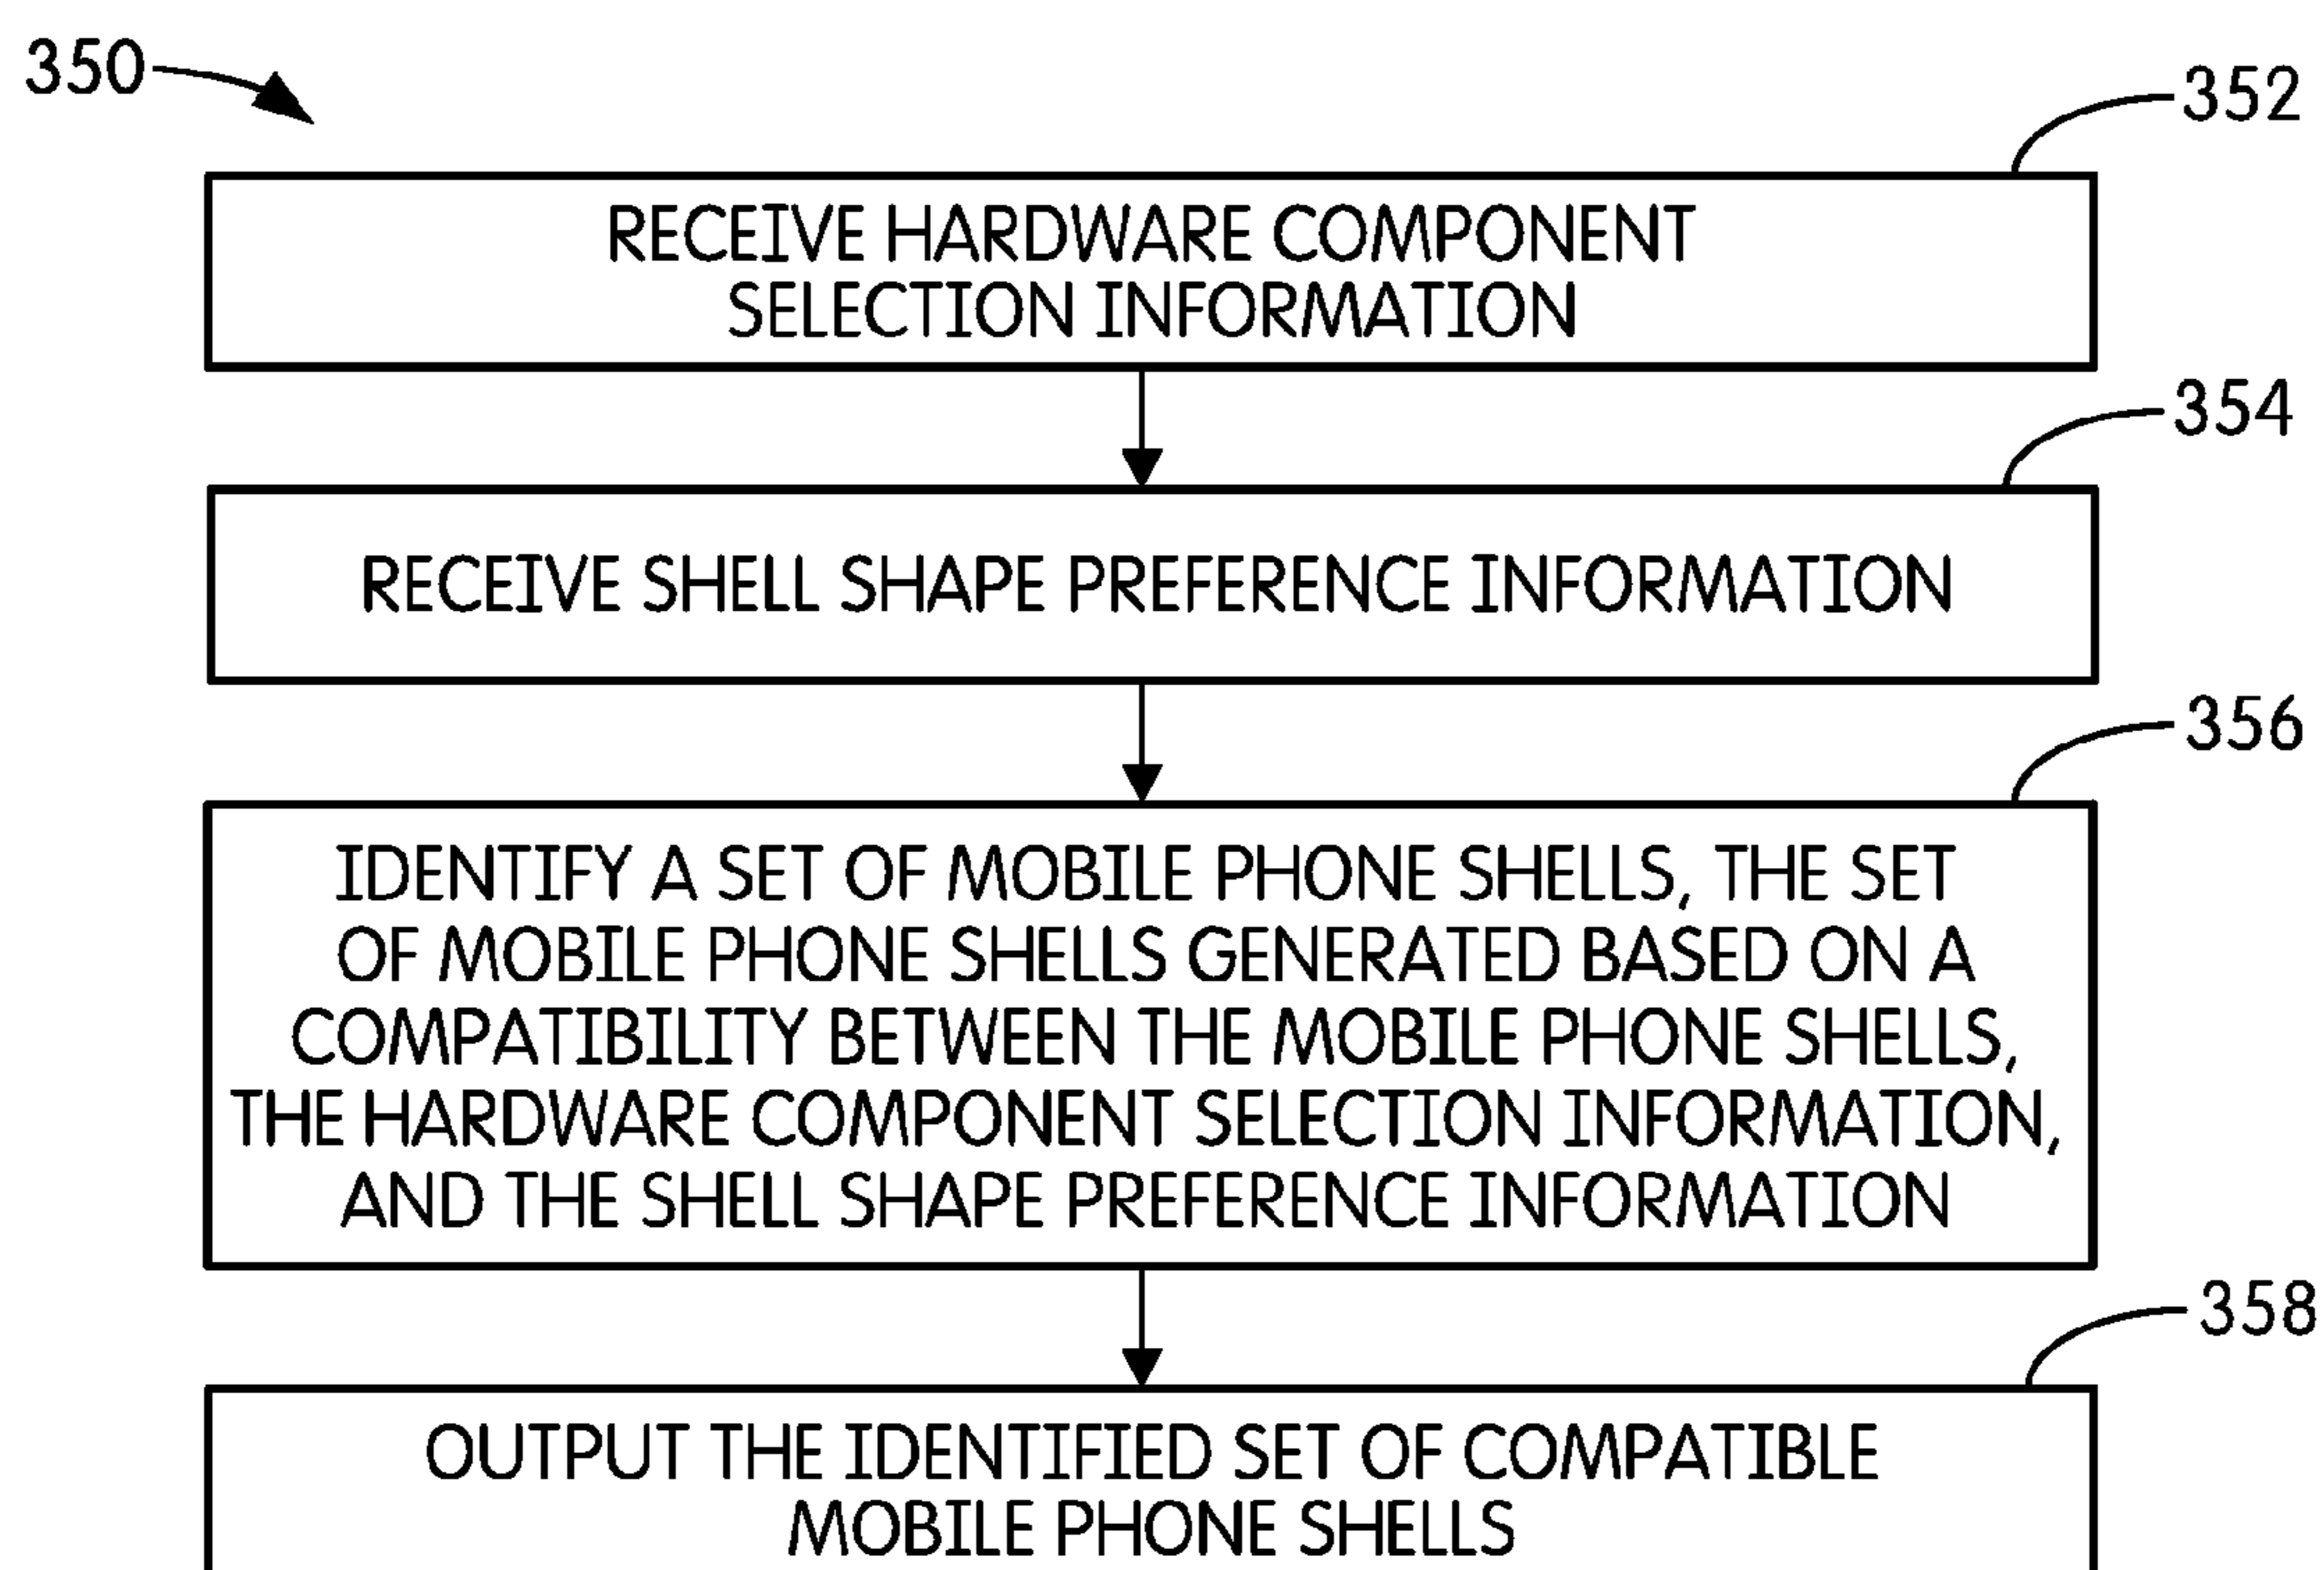 350
352
RECEIVE HARDWARE COMPONENT
SELECTION INFORMATION
354
RECEIVE SHELL SHAPE PREFERENCE INFORMATION
356
IDENTIFY A SET OF MOBILE PHONE SHELLS, THE SET
OF MOBILE PHONE SHELLS GENERATED BASED ON A
COMPATIBILITY BETWEEN THE MOBILE PHONE SHELLS,
THE HARDWARE COMPONENT SELECTION INFORMATION,
AND THE SHELL SHAPE PREFERENCE INFORMATION
358
OUTPUT THE IDENTIFIED SET OF COMPATIBLE
MOBILE PHONE SHELLS